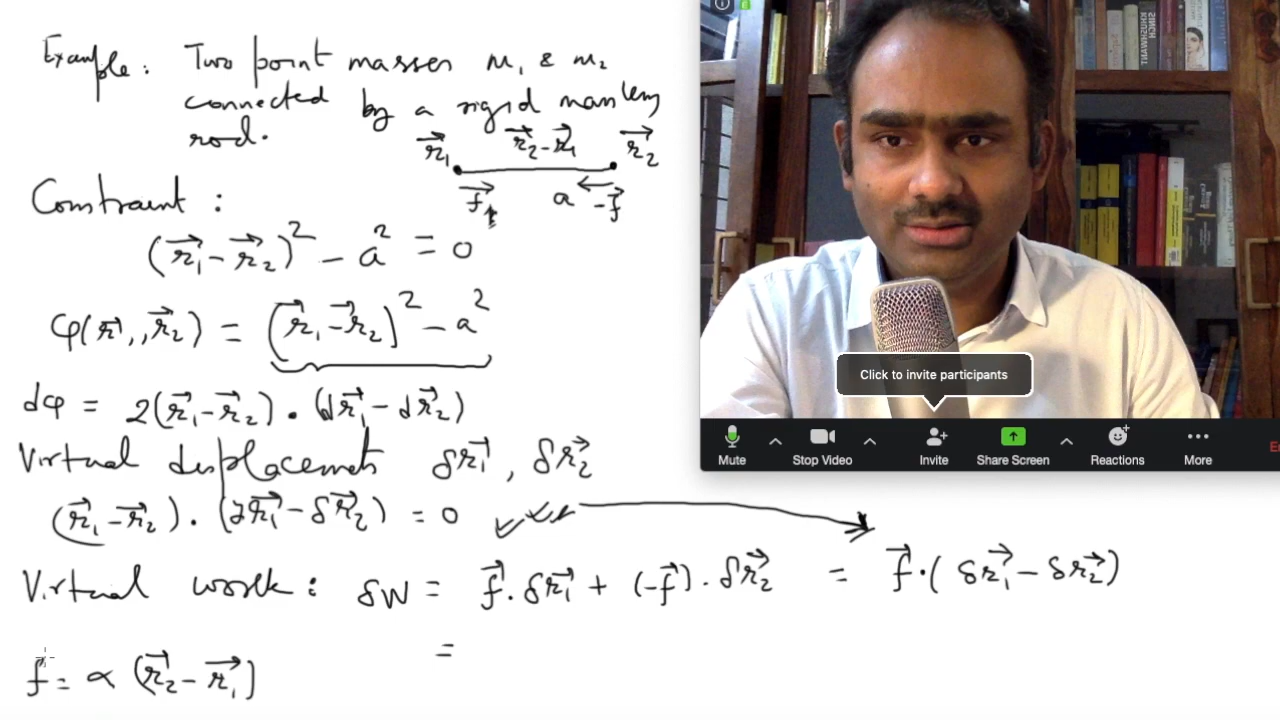 Example: Two point masses m₁ & m₂
connected by a rigid massless
rod.
r⃗₁ r⃗₂-r⃗₁ r⃗₂
f⃗ a -f⃗
Constraint :
(r⃗₁-r⃗₂)² - a² = 0
φ(r⃗₁, r⃗₂) = (r⃗₁-r⃗₂)² - a²
dφ = 2(r⃗₁-r⃗₂) · (dr⃗₁ - dr⃗₂)
Virtual displacements δr⃗₁, δr⃗₂
(r⃗₁-r⃗₂) · (δr⃗₁ - δr⃗₂) = 0
Virtual work : δW = f⃗ · δr⃗₁ + (-f⃗) · δr⃗₂ = f⃗ · (δr⃗₁ - δr⃗₂)
=
f = α (r⃗₂ - r⃗₁)
Click to invite participants
Mute Stop Video Invite Share Screen Reactions More